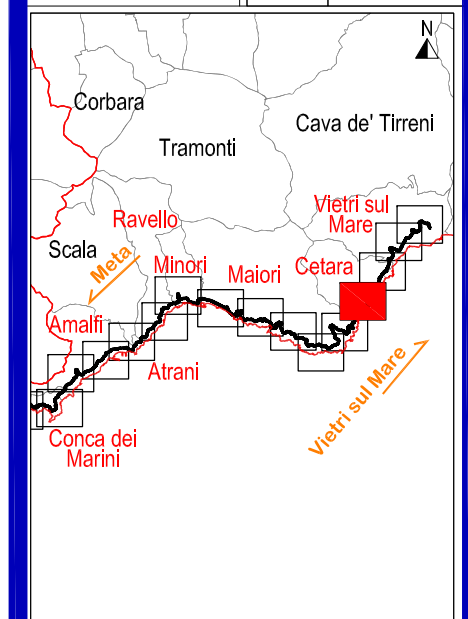 N
Corbara
Cava de' Tirreni
Tramonti
Vietri sul
Mare
Ravello
Scala
Meta
Minori
Maiori
Cetara
Amalfi
Atrani
Vietri sul Mare
Conca dei
Marini